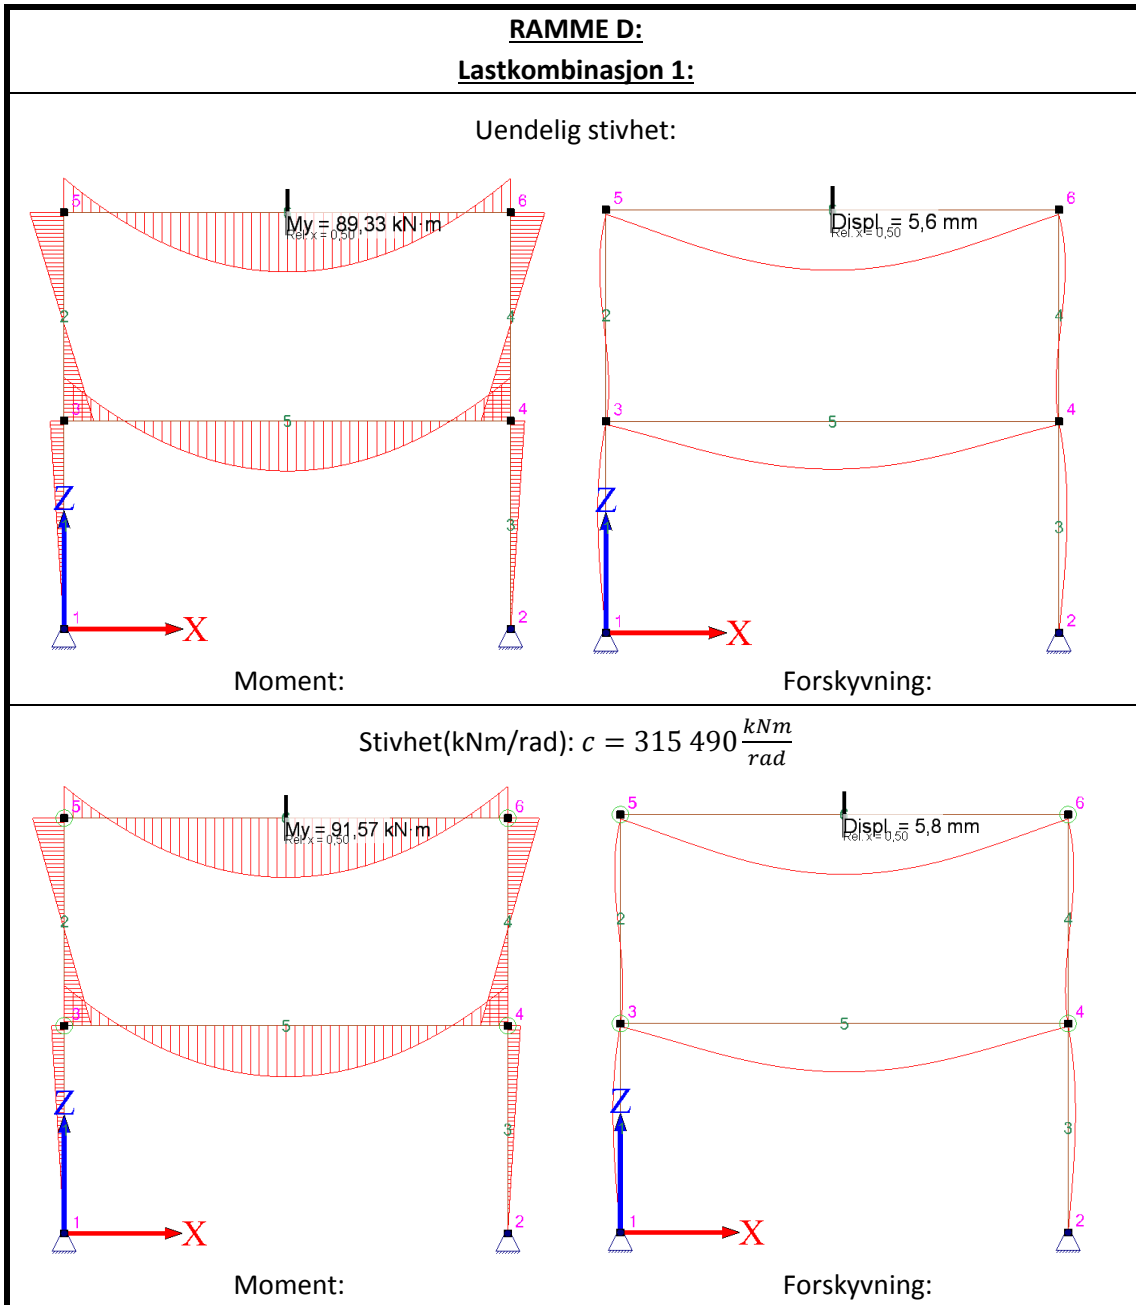 RAMME D:
Lastkombinasjon 1:
Uendelig stivhet:
5
6
My = 89,33 kN·m
Rel. x = 0,50
2
4
3
5
4
Z
3
1
X
2
Moment:
5
6
Displ. = 5,6 mm
Rel. x = 0,50
2
4
3
5
4
Z
3
1
X
2
Forskyvning:
Stivhet(kNm/rad): c = 315 490 kNm/rad
5
6
My = 91,57 kN·m
Rel. x = 0,50
2
4
3
5
4
Z
3
1
X
2
Moment:
5
6
Displ. = 5,8 mm
Rel. x = 0,50
2
4
3
5
4
Z
3
1
X
2
Forskyvning: